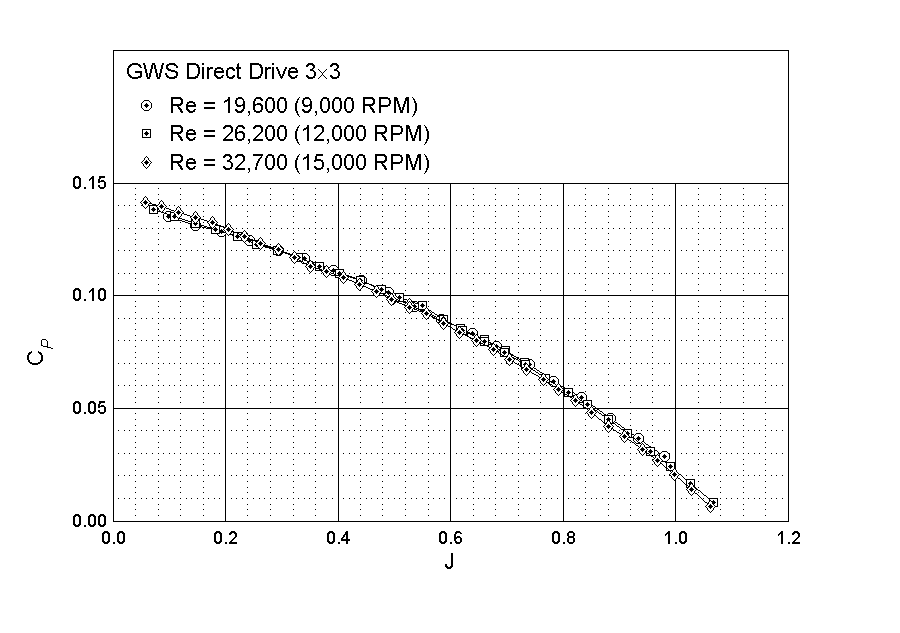 GWS Direct Drive 3×3
Re = 19,600 (9,000 RPM)
Re = 26,200 (12,000 RPM)
Re = 32,700 (15,000 RPM)
0.15
0.10
0.05
0.00
C_P
0.0 0.2 0.4 0.6 0.8 1.0 1.2
J